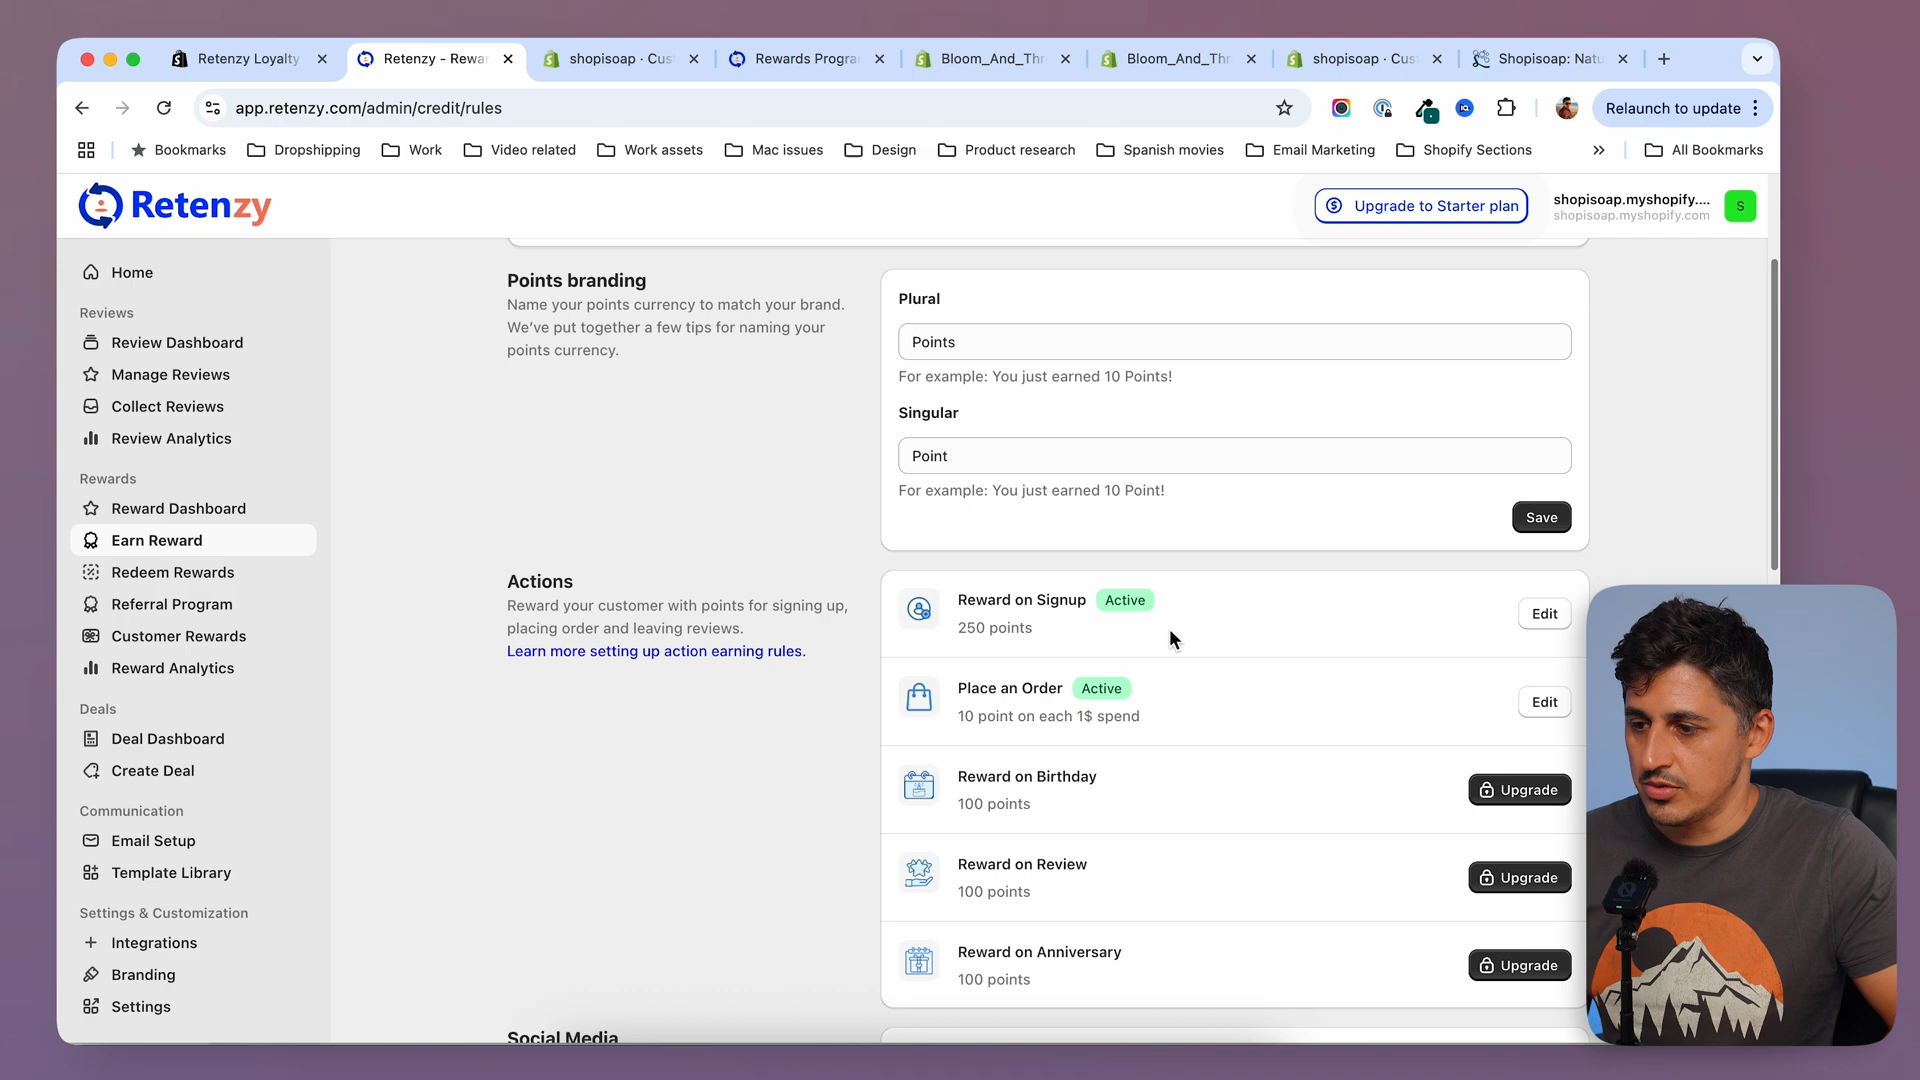 Retenzy Loyalty
Retenzy - Rewar
shopisoap · Cus
Rewards Progra
Bloom_And_Thr
Bloom_And_Thr
shopisoap · Cus
Shopisoap: Natu
app.retenzy.com/admin/credit/rules
Relaunch to update
Bookmarks
Dropshipping
Work
Video related
Work assets
Mac issues
Design
Product research
Spanish movies
Email Marketing
Shopify Sections
All Bookmarks
Retenzy
Upgrade to Starter plan
shopisoap.myshopify....
shopisoap.myshopify.com
S
Home
Reviews
Review Dashboard
Manage Reviews
Collect Reviews
Review Analytics
Rewards
Reward Dashboard
Earn Reward
Redeem Rewards
Referral Program
Customer Rewards
Reward Analytics
Deals
Deal Dashboard
Create Deal
Communication
Email Setup
Template Library
Settings & Customization
Integrations
Branding
Settings
Points branding
Name your points currency to match your brand.
We've put together a few tips for naming your
points currency.
Plural
Points
For example: You just earned 10 Points!
Singular
Point
For example: You just earned 10 Point!
Save
Actions
Reward your customer with points for signing up,
placing order and leaving reviews.
Learn more setting up action earning rules.
Reward on Signup
Active
250 points
Edit
Place an Order
Active
10 point on each 1$ spend
Edit
Reward on Birthday
100 points
Upgrade
Reward on Review
100 points
Upgrade
Reward on Anniversary
100 points
Upgrade
Social Media